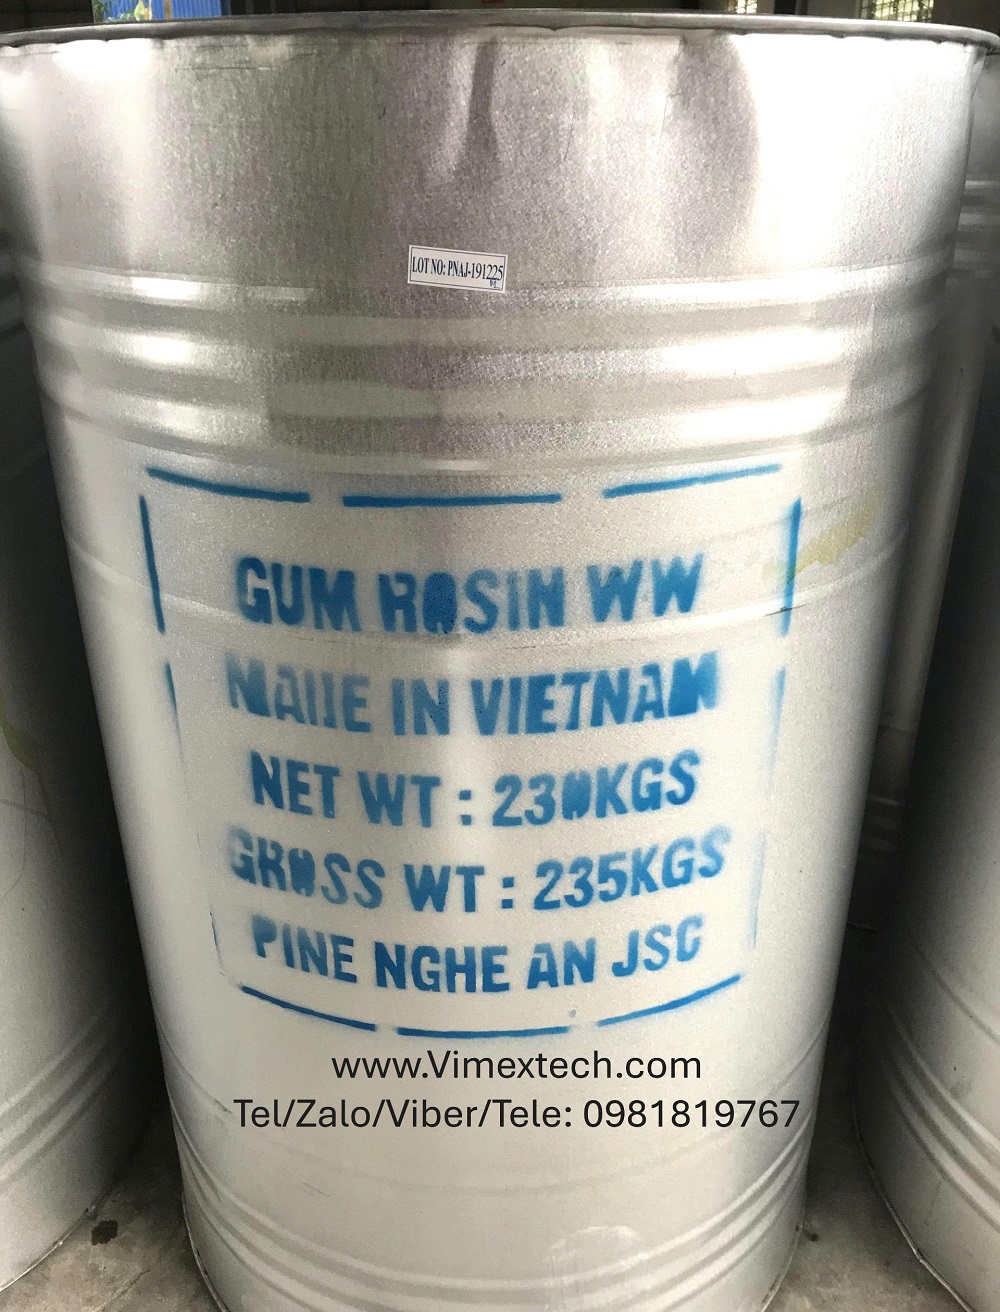 LOT NO: PNAJ-191225
GUM ROSIN WW
MADE IN VIETNAM
NET WT : 230KGS
GROSS WT : 235KGS
PINE NGHE AN JSC
www.Vimextech.com
Tel/Zalo/Viber/Tele: 0981819767